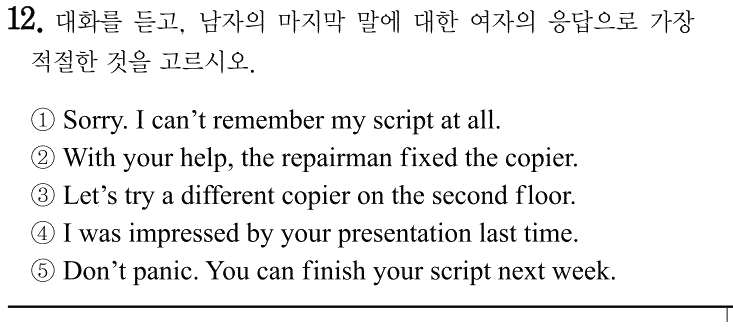 12. 대화를 듣고, 남자의 마지막 말에 대한 여자의 응답으로 가장
적절한 것을 고르시오.
① Sorry. I can't remember my script at all.
② With your help, the repairman fixed the copier.
③ Let's try a different copier on the second floor.
④ I was impressed by your presentation last time.
⑤ Don't panic. You can finish your script next week.